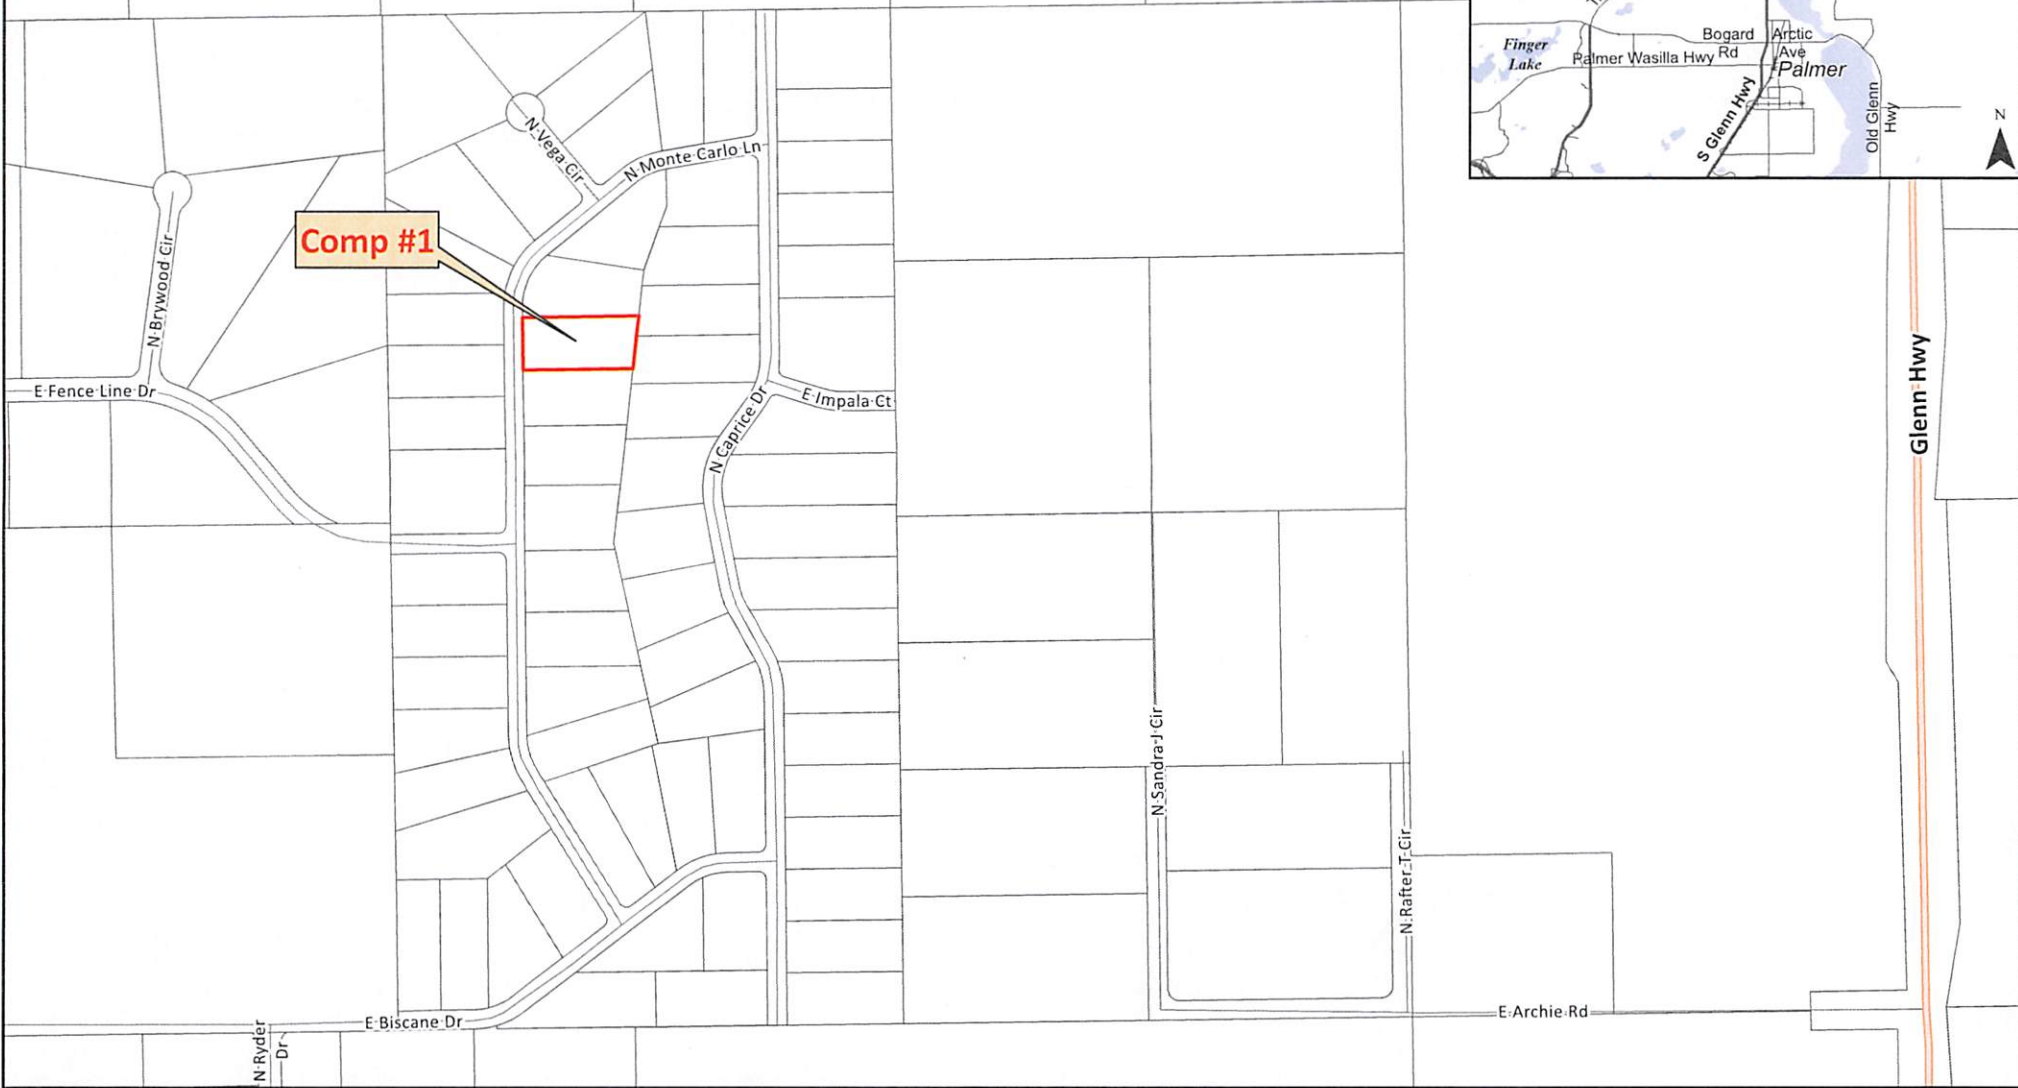 Finger
Lake
Bogard
Rd
Arctic
Ave
Palmer Wasilla Hwy
Palmer
S Glenn Hwy
Old Glenn
Hwy
N
N Vega Cir
N Monte Carlo Ln
Comp #1
N Brywood Cir
E Fence Line Dr
N Caprice Dr
E Impala Ct
Glenn Hwy
N Sandra J Cir
N Rafter T Cir
E Archie Rd
E Biscane Dr
N Ryder
Dr